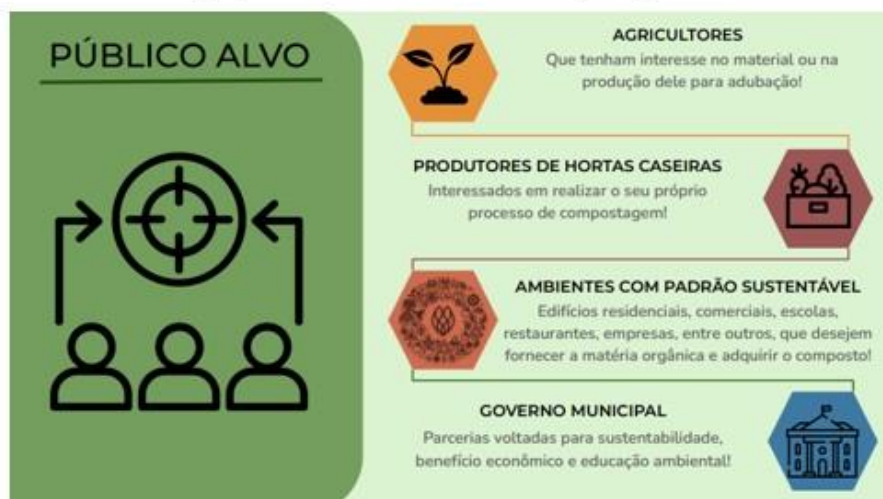 PÚBLICO ALVO
AGRICULTORES
Que tenham interesse no material ou na
produção dele para adubação!
PRODUTORES DE HORTAS CASEIRAS
Interessados em realizar o seu próprio
processo de compostagem!
AMBIENTES COM PADRÃO SUSTENTÁVEL
Edifícios residenciais, comerciais, escolas,
restaurantes, empresas, entre outros, que desejem
fornecer a matéria orgânica e adquirir o composto!
GOVERNO MUNICIPAL
Parcerias voltadas para sustentabilidade,
benefício econômico e educação ambiental!